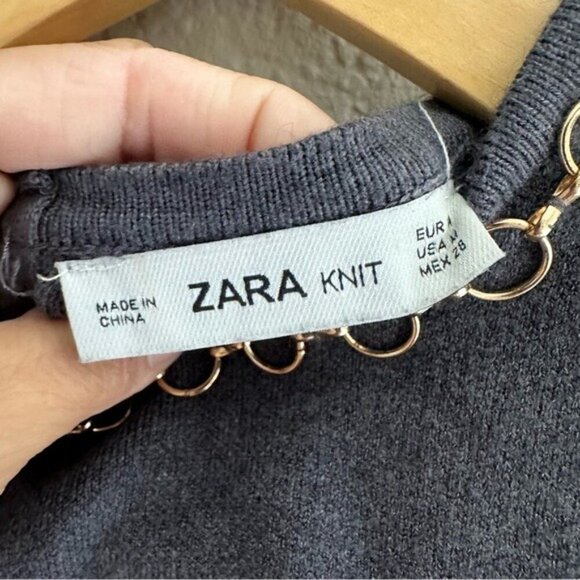 MADE IN
CHINA
ZARA KNIT
EUR
USA M
MEX 28